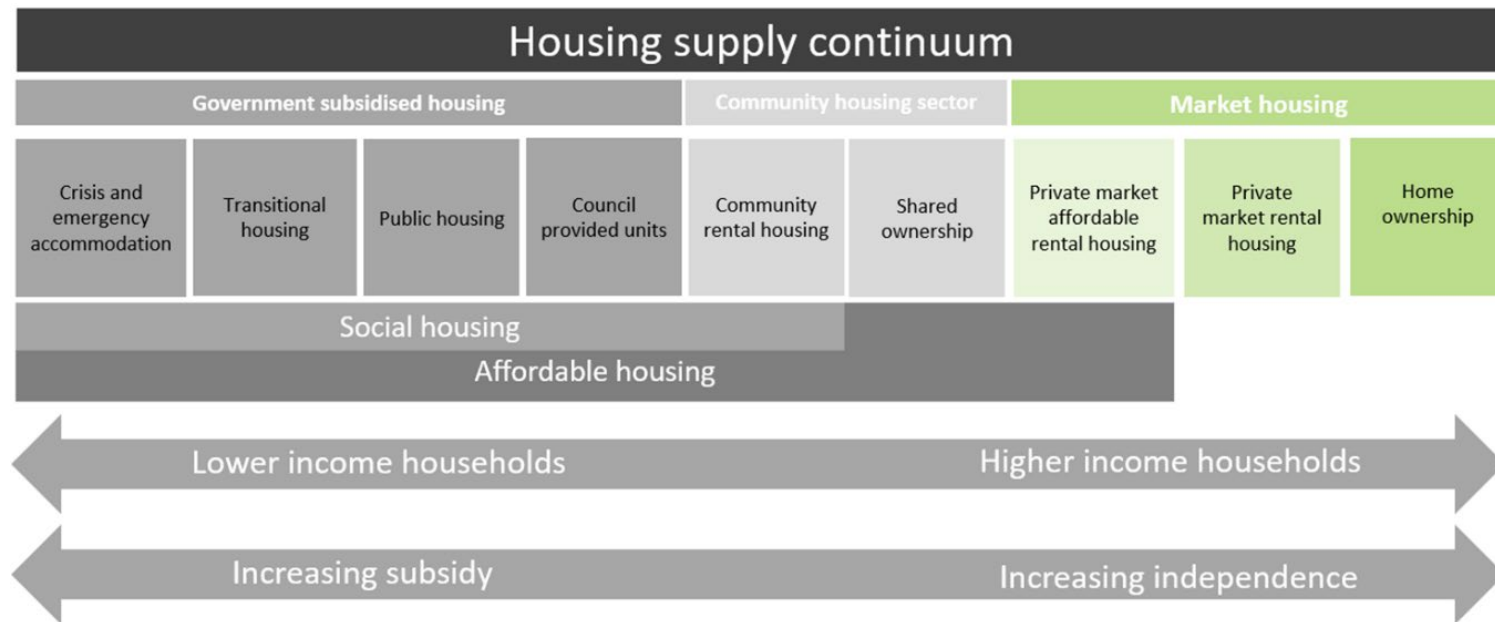 Housing supply continuum
Government subsidised housing
Community housing sector
Market housing
Crisis and
emergency
accommodation
Transitional
housing
Public housing
Council
provided units
Community
rental housing
Shared
ownership
Private market
affordable
rental housing
Private
market rental
housing
Home
ownership
Social housing
Affordable housing
Lower income households
Higher income households
Increasing subsidy
Increasing independence